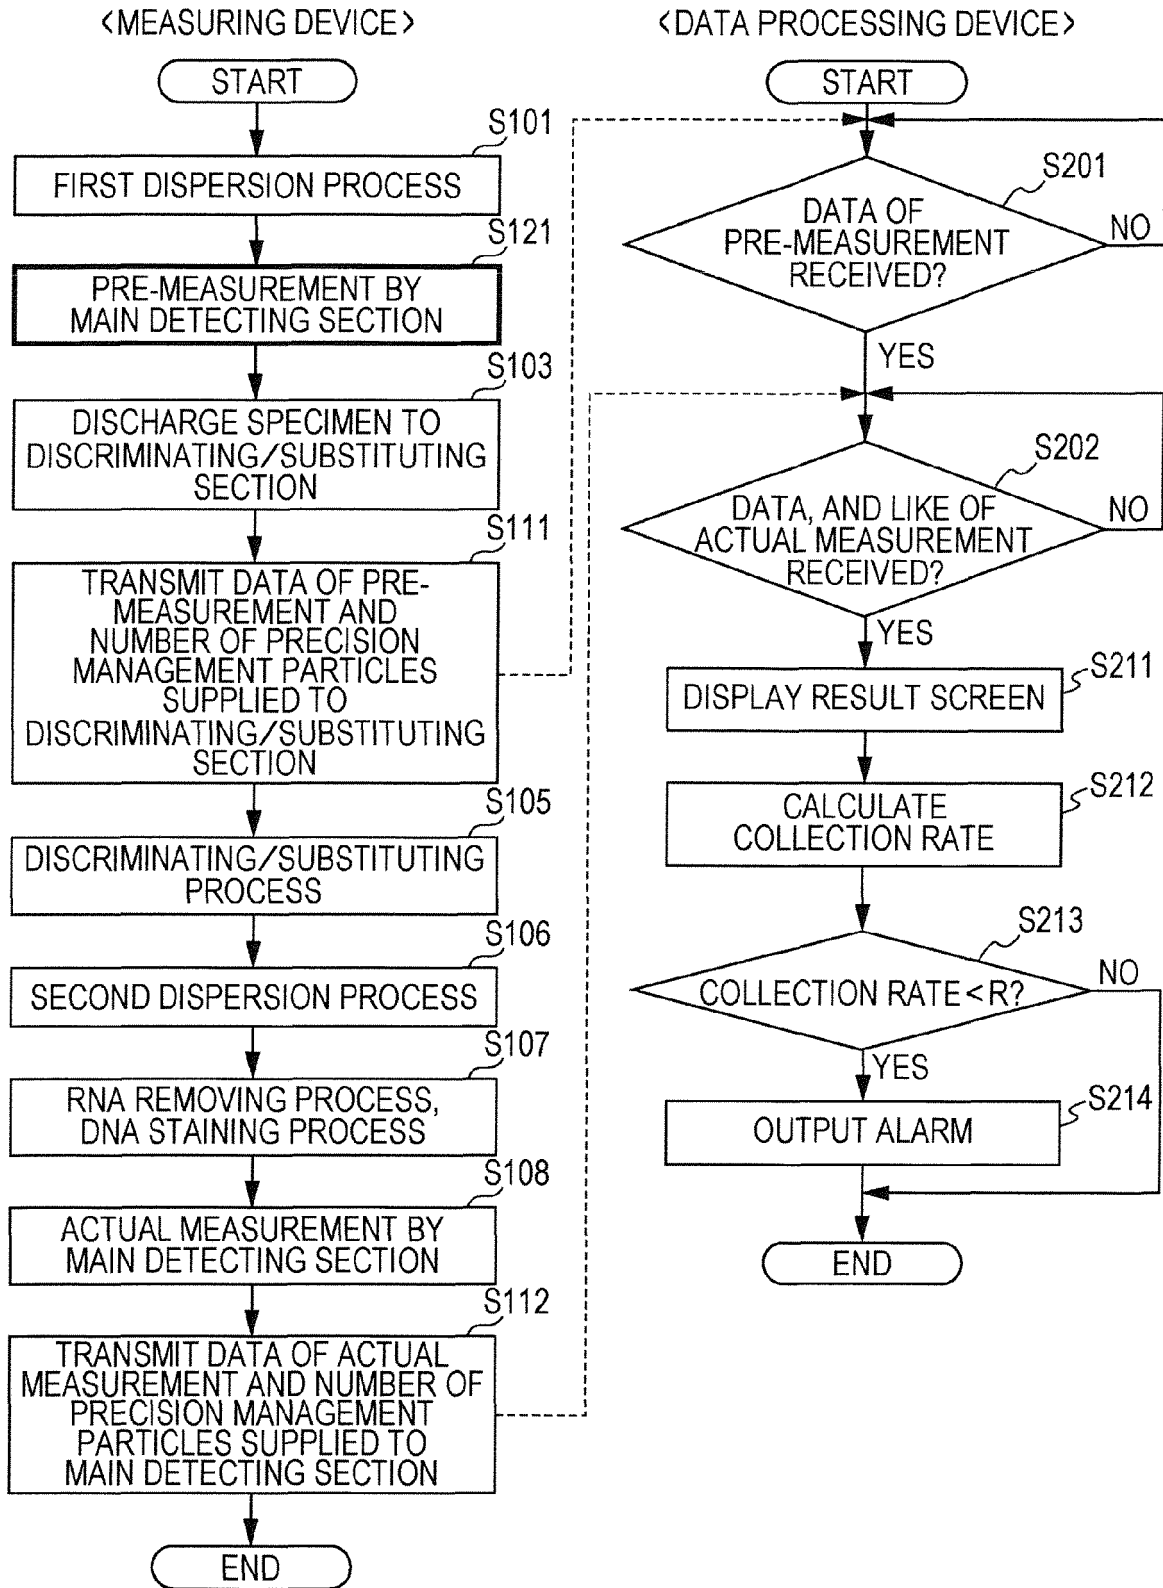 <MEASURING DEVICE>
START
S101
FIRST DISPERSION PROCESS
S121
PRE-MEASUREMENT BY
MAIN DETECTING SECTION
S103
DISCHARGE SPECIMEN TO
DISCRIMINATING/SUBSTITUTING
SECTION
S111
TRANSMIT DATA OF PRE-
MEASUREMENT AND
NUMBER OF PRECISION
MANAGEMENT PARTICLES
SUPPLIED TO
DISCRIMINATING/SUBSTITUTING
SECTION
S105
DISCRIMINATING/SUBSTITUTING
PROCESS
S106
SECOND DISPERSION PROCESS
S107
RNA REMOVING PROCESS,
DNA STAINING PROCESS
S108
ACTUAL MEASUREMENT BY
MAIN DETECTING SECTION
S112
TRANSMIT DATA OF ACTUAL
MEASUREMENT AND NUMBER OF
PRECISION MANAGEMENT
PARTICLES SUPPLIED TO
MAIN DETECTING SECTION
END
<DATA PROCESSING DEVICE>
START
S201
DATA OF
PRE-MEASUREMENT
RECEIVED?
NO
YES
S202
DATA, AND LIKE OF
ACTUAL MEASUREMENT
RECEIVED?
NO
YES
S211
DISPLAY RESULT SCREEN
S212
CALCULATE
COLLECTION RATE
S213
COLLECTION RATE<R?
NO
YES
S214
OUTPUT ALARM
END